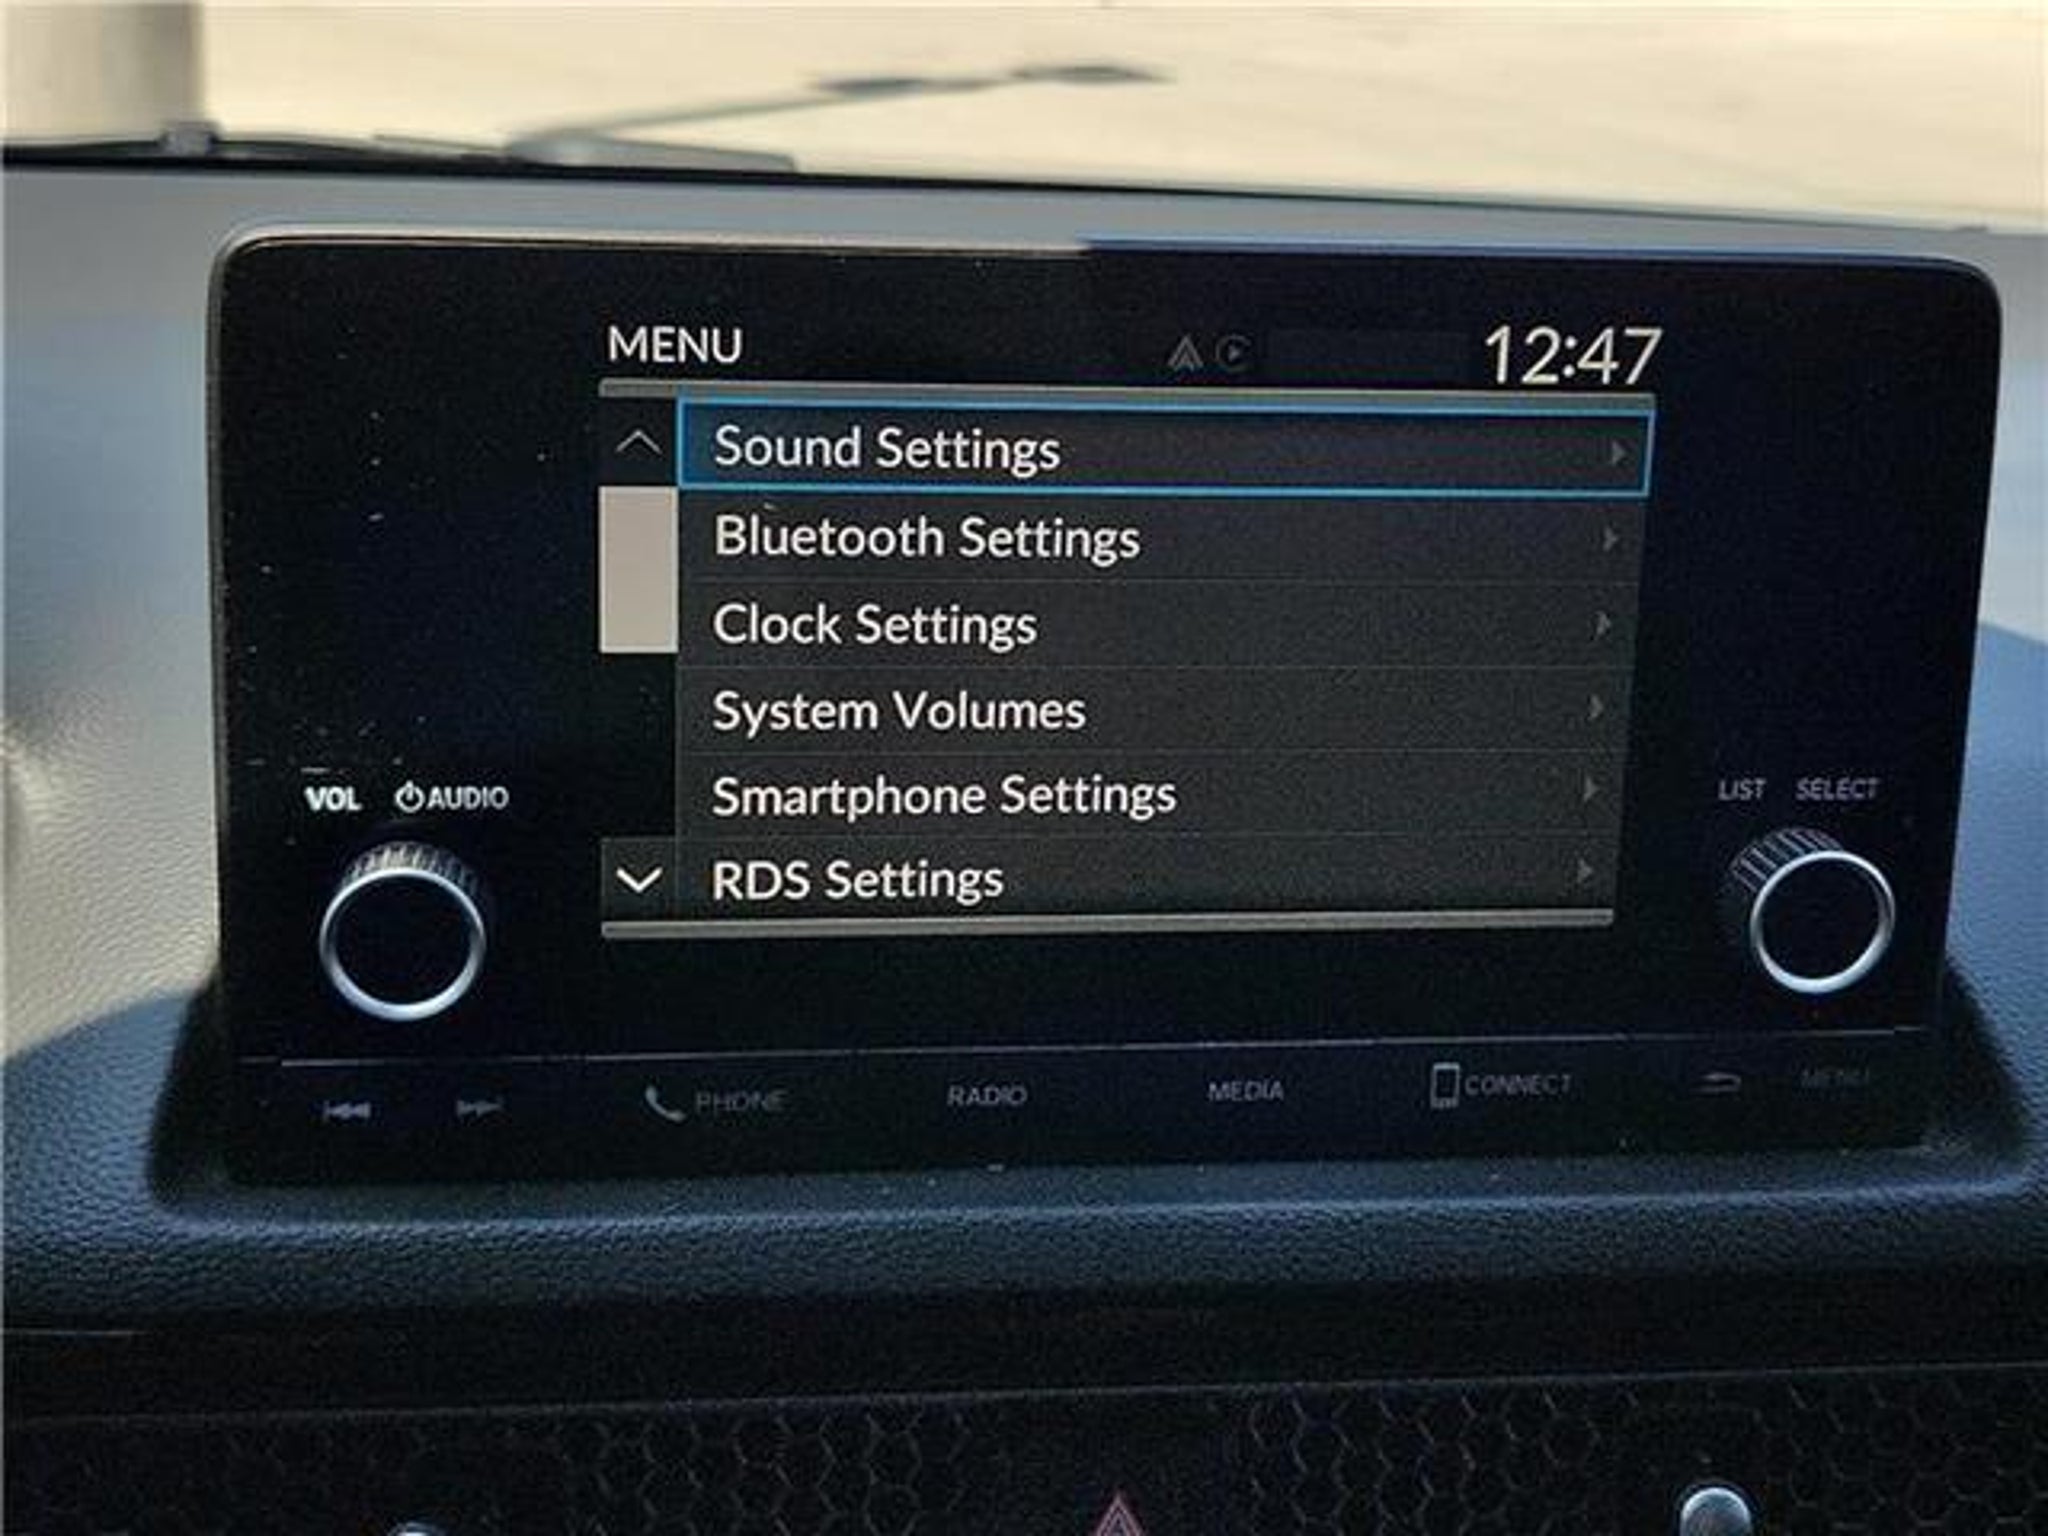 MENU 12:47
Sound Settings
Bluetooth Settings
Clock Settings
System Volumes
Smartphone Settings
RDS Settings
VOL AUDIO
LIST SELECT
PHONE RADIO MEDIA CONNECT MENU